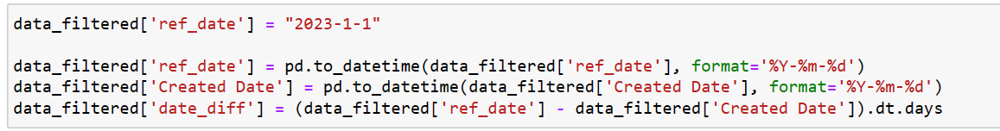 data_filtered['ref_date'] = "2023-1-1"
data_filtered['ref_date'] = pd.to_datetime(data_filtered['ref_date'], format='%Y-%m-%d')
data_filtered['Created Date'] = pd.to_datetime(data_filtered['Created Date'], format='%Y-%m-%d')
data_filtered['date_diff'] = (data_filtered['ref_date'] - data_filtered['Created Date']).dt.days